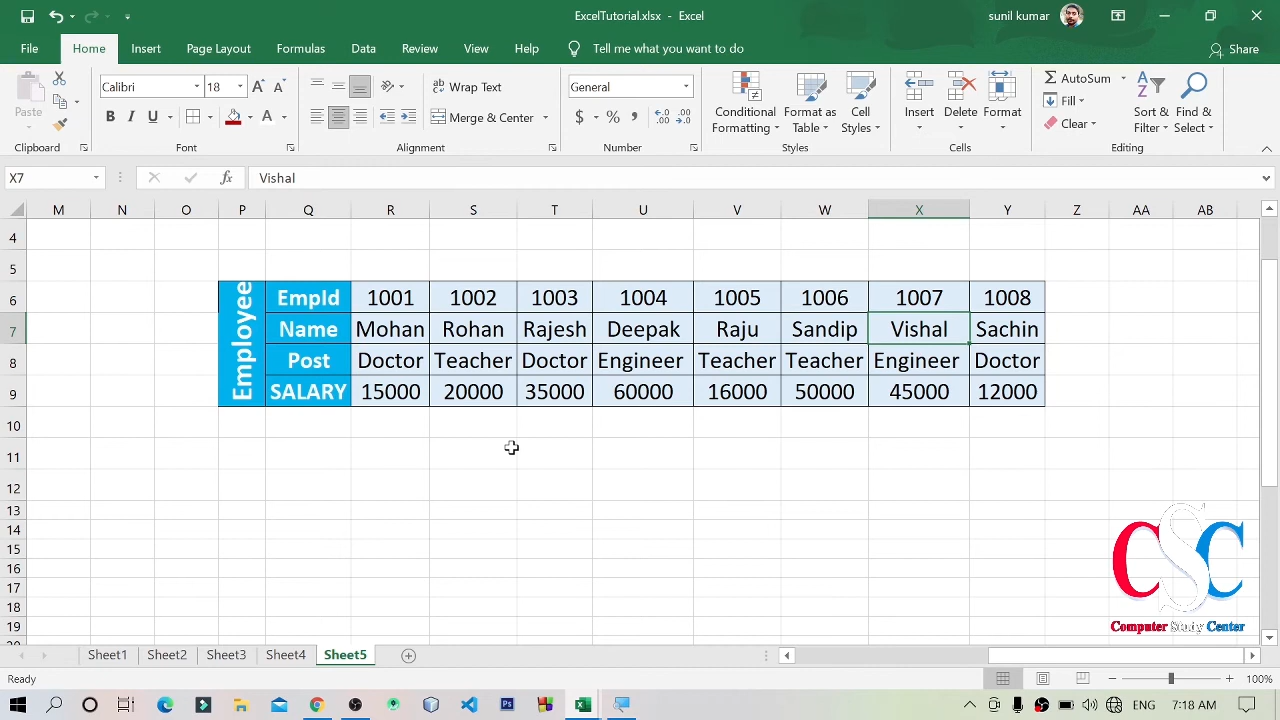 ExcelTutorial.xlsx - Excel
sunil kumar
File Home Insert Page Layout Formulas Data Review View Help Tell me what you want to do Share
Calibri 18 General
Paste
Wrap Text
Merge & Center
Conditional Formatting
Format as Table
Cell Styles
Insert Delete Format
AutoSum
Fill
Clear
Sort & Filter
Find & Select
Clipboard Font Alignment Number Styles Cells Editing
X7 fx Vishal
M N O P Q R S T U V W X Y Z AA AB
4
5
Employee
6 EmpId 1001 1002 1003 1004 1005 1006 1007 1008
7 Name Mohan Rohan Rajesh Deepak Raju Sandip Vishal Sachin
8 Post Doctor Teacher Doctor Engineer Teacher Teacher Engineer Doctor
9 SALARY 15000 20000 35000 60000 16000 50000 45000 12000
10
11
12
13
14
15
16
17
18
19
CSC
Computer Study Center
Sheet1 Sheet2 Sheet3 Sheet4 Sheet5
Ready 100%
ENG 7:18 AM